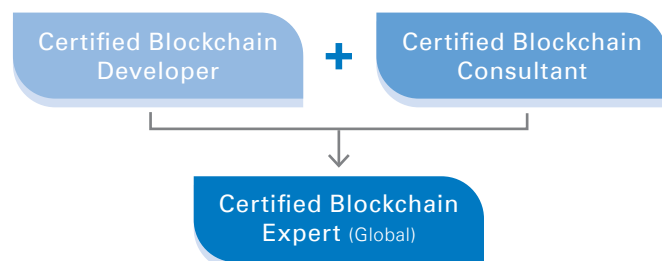 Certified Blockchain
Developer
+
Certified Blockchain
Consultant
Certified Blockchain
Expert (Global)